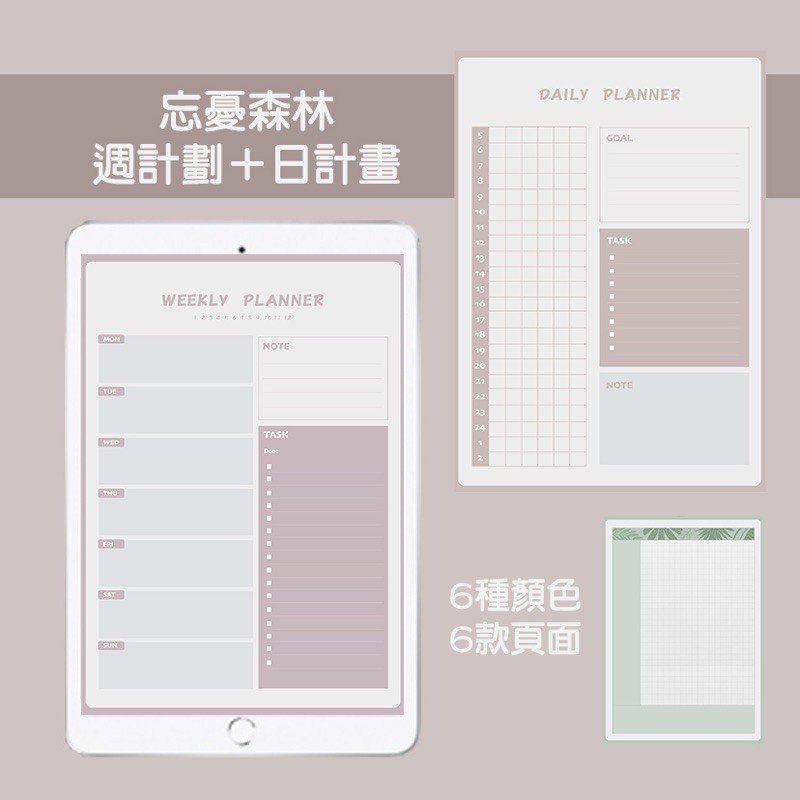 忘憂森林
週計劃＋日計畫
DAILY PLANNER
5
6
7
8
9
10
11
12
13
14
15
16
17
18
19
20
21
22
23
24
1
2
GOAL
TASK
NOTE
WEEKLY PLANNER
1 2 3 4 5 6 7 8 9 10 11 12
MON
TUE
WED
THU
FRI
SAT
SUN
NOTE
TASK
Done
6種顏色
6款頁面